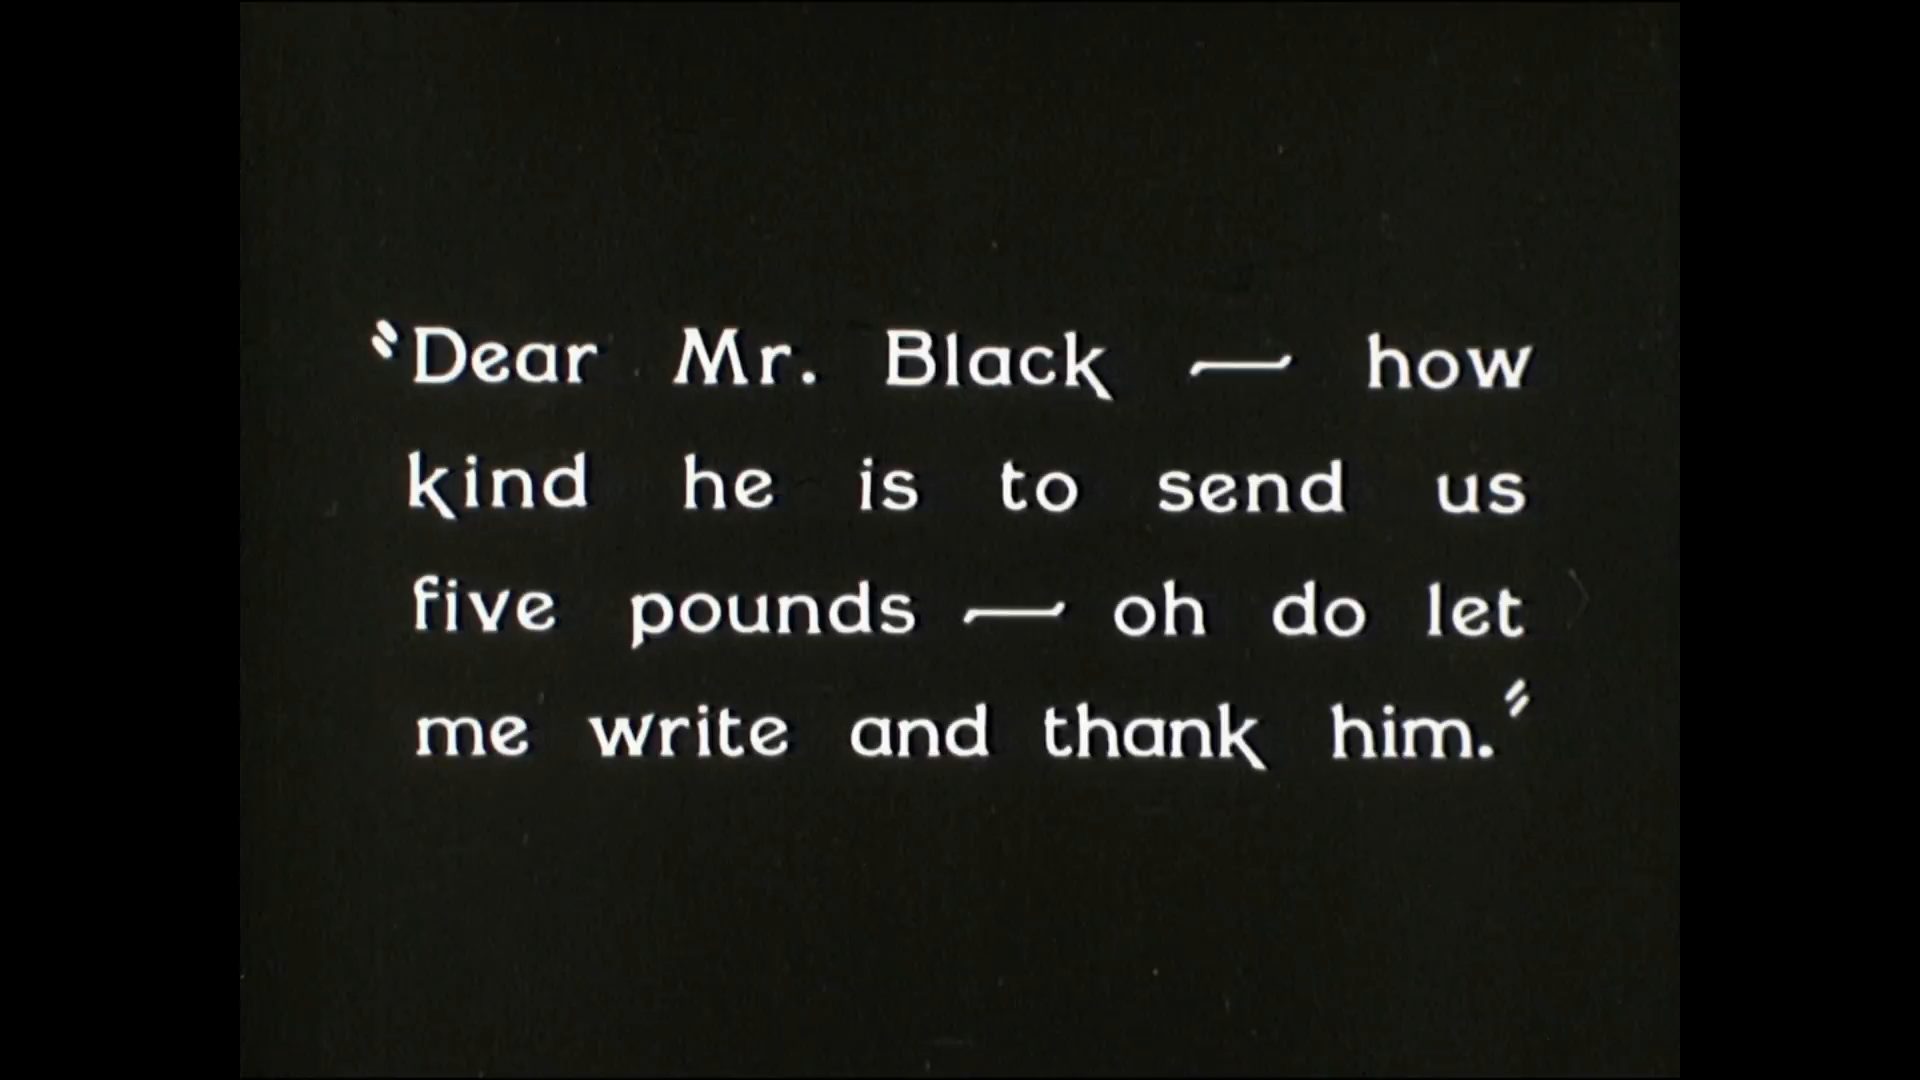 "Dear Mr. Black — how
kind he is to send us
five pounds — oh do let
me write and thank him."